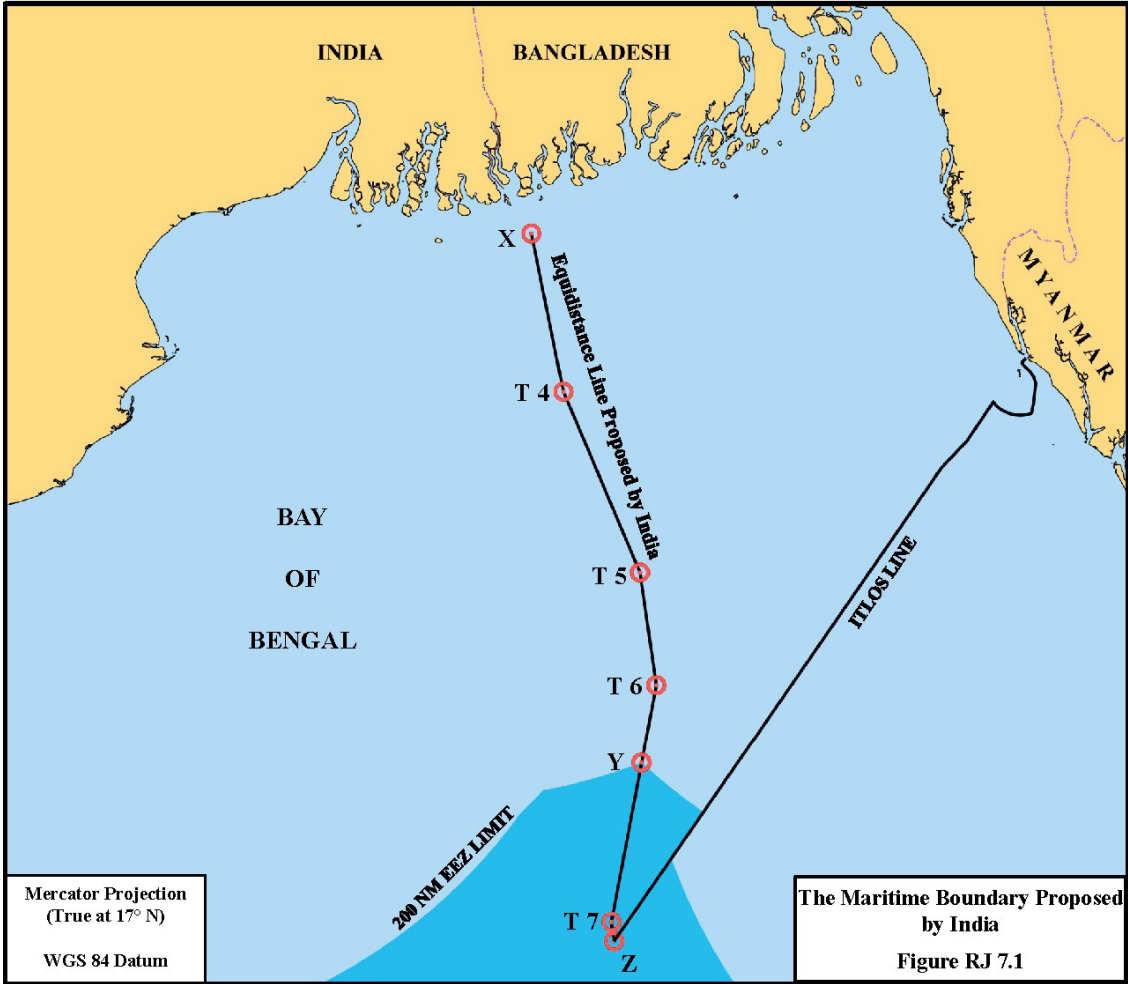 INDIA
BANGLADESH
MYANMAR
X
Equidistance Line Proposed by India
T 4
BAY
OF
BENGAL
T 5
ITLOS LINE
T 6
Y
200 NM EEZ LIMIT
T 7
Z
Mercator Projection
(True at 17° N)
WGS 84 Datum
The Maritime Boundary Proposed
by India
Figure RJ 7.1